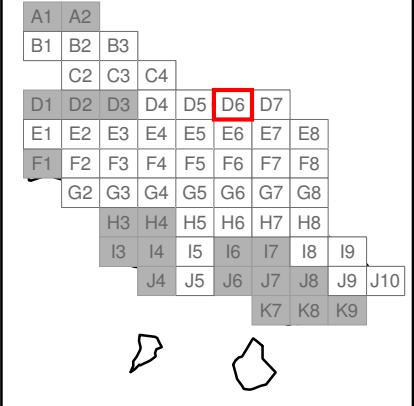 A1 A2
B1 B2 B3
C2 C3 C4
D1 D2 D3 D4 D5 D6 D7
E1 E2 E3 E4 E5 E6 E7 E8
F1 F2 F3 F4 F5 F6 F7 F8
G2 G3 G4 G5 G6 G7 G8
H3 H4 H5 H6 H7 H8
I3 I4 I5 I6 I7 I8 I9
J4 J5 J6 J7 J8 J9 J10
K7 K8 K9